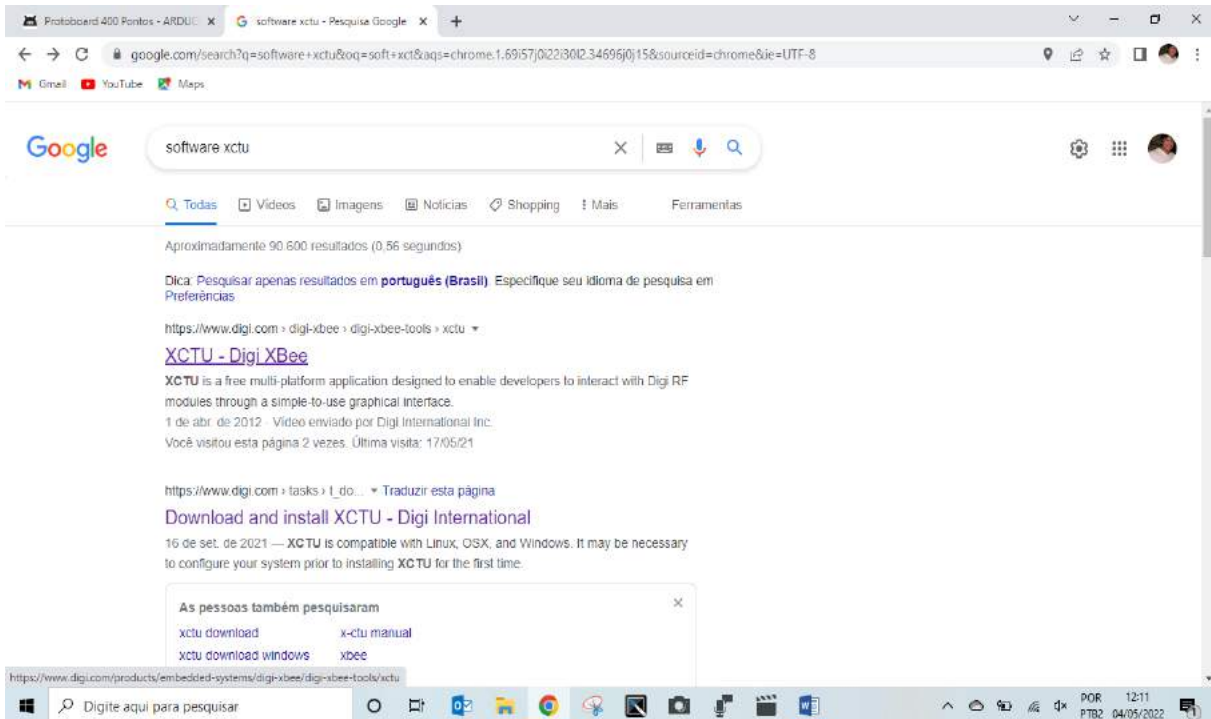 Protoboard 400 Pontos - ARDUI
software xctu - Pesquisa Google
google.com/search?q=software+xctu&oq=soft+xct&aqs=chrome.1.69i57j0i22i30l2.34696j0j15&sourceid=chrome&ie=UTF-8
Gmail YouTube Maps
Google
software xctu
Todas Vídeos Imagens Notícias Shopping Mais Ferramentas
Aproximadamente 90.600 resultados (0,56 segundos)
Dica: Pesquisar apenas resultados em português (Brasil). Especifique seu idioma de pesquisa em
Preferências
https://www.digi.com › digi-xbee › digi-xbee-tools › xctu
XCTU - Digi XBee
XCTU is a free multi-platform application designed to enable developers to interact with Digi RF
modules through a simple-to-use graphical interface.
1 de abr. de 2012 · Vídeo enviado por Digi International Inc.
Você visitou esta página 2 vezes. Última visita: 17/05/21
https://www.digi.com › tasks › t_do... Traduzir esta página
Download and install XCTU - Digi International
16 de set. de 2021 — XCTU is compatible with Linux, OSX, and Windows. It may be necessary
to configure your system prior to installing XCTU for the first time.
As pessoas também pesquisaram
xctu download x-ctu manual
xctu download windows xbee
https://www.digi.com/products/embedded-systems/digi-xbee/digi-xbee-tools/xctu
Digite aqui para pesquisar
POR 12:11
PTB2 04/05/2022